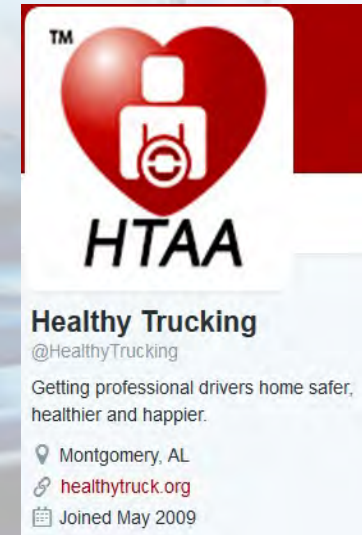 TM
HTAA
Healthy Trucking
@HealthyTrucking
Getting professional drivers home safer,
healthier and happier.
Montgomery, AL
healthytruck.org
Joined May 2009